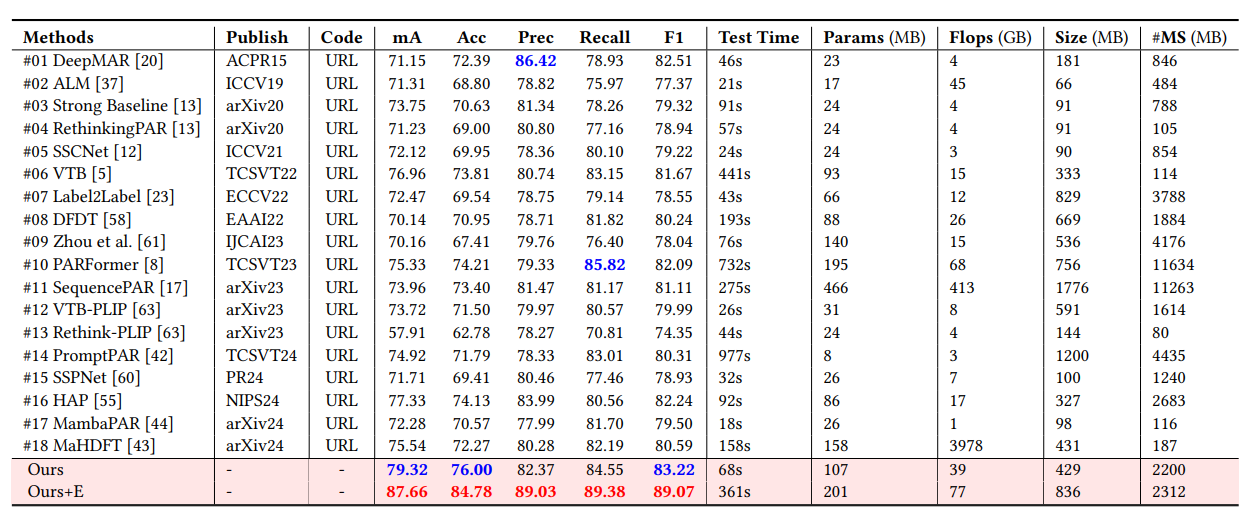 Methods Publish Code mA Acc Prec Recall F1 Test Time Params (MB) Flops (GB) Size (MB) #MS (MB)
#01 DeepMAR [20] ACPR15 URL 71.15 72.39 86.42 78.93 82.51 46s 23 4 181 846
#02 ALM [37] ICCV19 URL 71.31 68.80 78.82 75.97 77.37 21s 17 45 66 484
#03 Strong Baseline [13] arXiv20 URL 73.75 70.63 81.34 78.26 79.32 91s 24 4 91 788
#04 RethinkingPAR [13] arXiv20 URL 71.23 69.00 80.80 77.16 78.94 57s 24 4 91 105
#05 SSCNet [12] ICCV21 URL 72.12 69.95 78.36 80.10 79.22 24s 24 3 90 854
#06 VTB [5] TCSVT22 URL 76.96 73.81 80.74 83.15 81.67 441s 93 15 333 114
#07 Label2Label [23] ECCV22 URL 72.47 69.54 78.75 79.14 78.55 43s 66 12 829 3788
#08 DFDT [58] EAAI22 URL 70.14 70.95 78.71 81.82 80.24 193s 88 26 669 1884
#09 Zhou et al. [61] IJCAI23 URL 70.16 67.41 79.76 76.40 78.04 76s 140 15 536 4176
#10 PARFormer [8] TCSVT23 URL 75.33 74.21 79.33 85.82 82.09 732s 195 68 756 11634
#11 SequencePAR [17] arXiv23 URL 73.96 73.40 81.47 81.17 81.11 275s 466 413 1776 11263
#12 VTB-PLIP [63] arXiv23 URL 73.72 71.50 79.97 80.57 79.99 26s 31 8 591 1614
#13 Rethink-PLIP [63] arXiv23 URL 57.91 62.78 78.27 70.81 74.35 44s 24 4 144 80
#14 PromptPAR [42] TCSVT24 URL 74.92 71.79 78.33 83.01 80.31 977s 8 3 1200 4435
#15 SSPNet [60] PR24 URL 71.71 69.41 80.46 77.46 78.93 32s 26 7 100 1240
#16 HAP [55] NIPS24 URL 77.33 74.13 83.99 80.56 82.24 92s 86 17 327 2683
#17 MambaPAR [44] arXiv24 URL 72.28 70.57 77.99 81.70 79.50 18s 26 1 98 116
#18 MaHDFT [43] arXiv24 URL 75.54 72.27 80.28 82.19 80.59 158s 158 3978 431 187
Ours - - 79.32 76.00 82.37 84.55 83.22 68s 107 39 429 2200
Ours+E - - 87.66 84.78 89.03 89.38 89.07 361s 201 77 836 2312